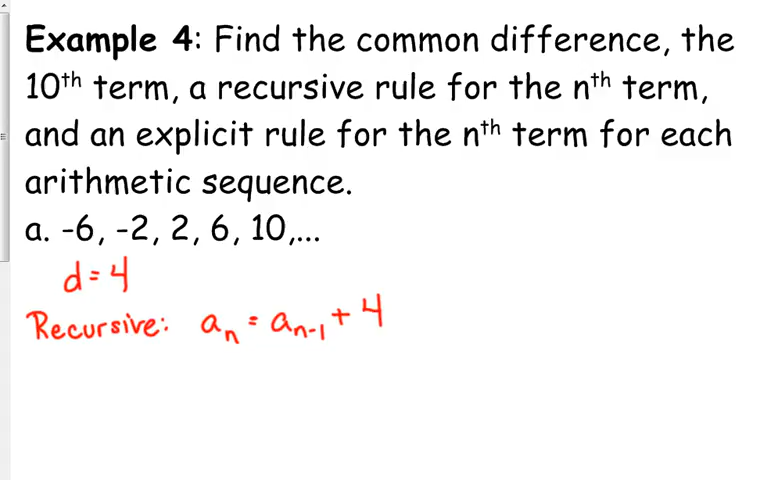 Example 4: Find the common difference, the
10th term, a recursive rule for the nth term,
and an explicit rule for the nth term for each
arithmetic sequence.
a. -6, -2, 2, 6, 10,...
d = 4
Recursive: aₙ = aₙ₋₁ + 4